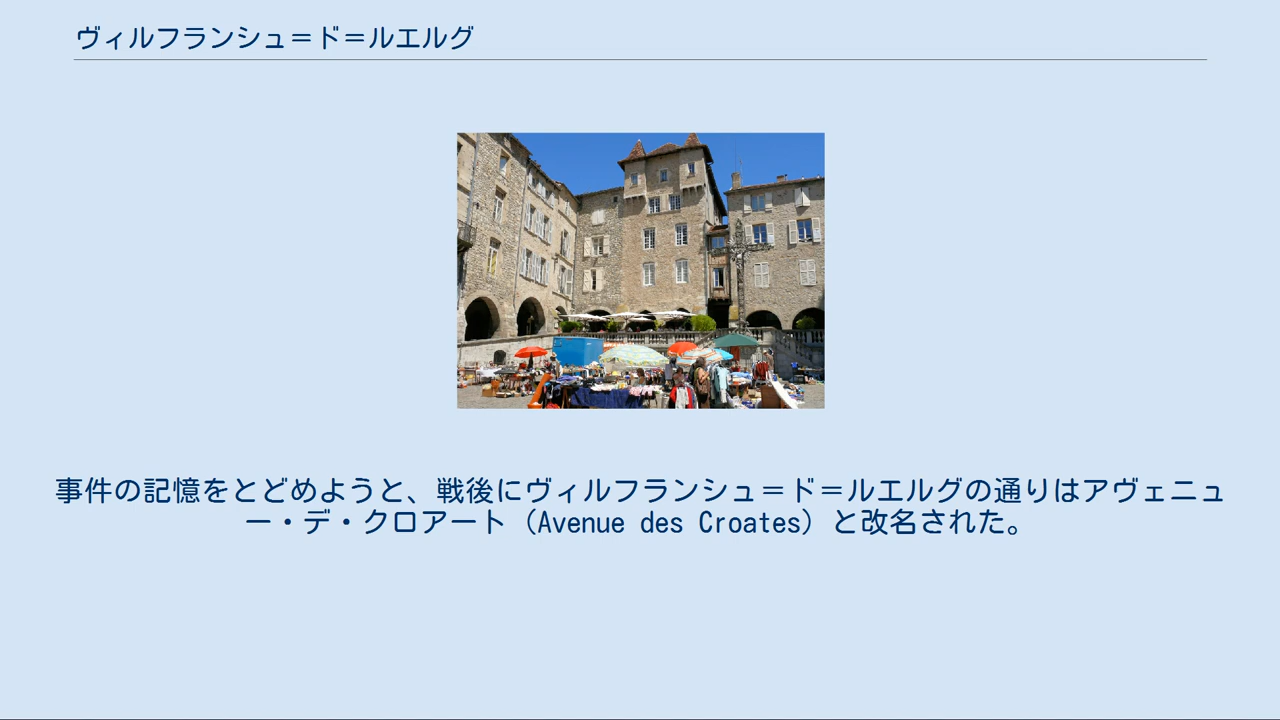 ヴィルフランシュ＝ド＝ルエルグ
事件の記憶をとどめようと、戦後にヴィルフランシュ＝ド＝ルエルグの通りはアヴェニュ
ー・デ・クロアート（Avenue des Croates）と改名された。